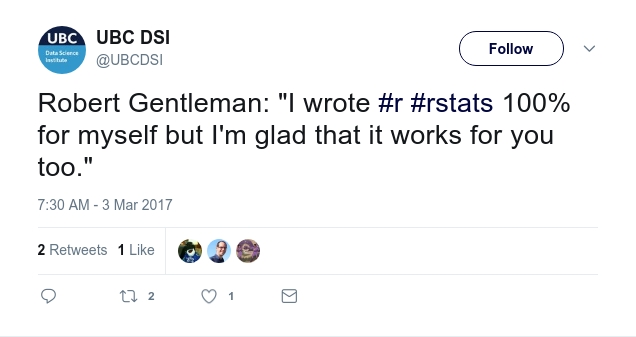 UBC
Data Science
Institute
UBC DSI
@UBCDSI
Follow
Robert Gentleman: "I wrote #r #rstats 100%
for myself but I'm glad that it works for you
too."
7:30 AM - 3 Mar 2017
2 Retweets 1 Like
2 1